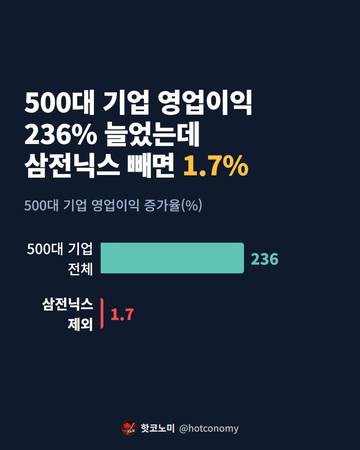 500대 기업 영업이익
236% 늘었는데
삼전닉스 빼면 1.7%
500대 기업 영업이익 증가율(%)
500대 기업
전체
236
삼전닉스
제외
1.7
핫코노미 @hotconomy